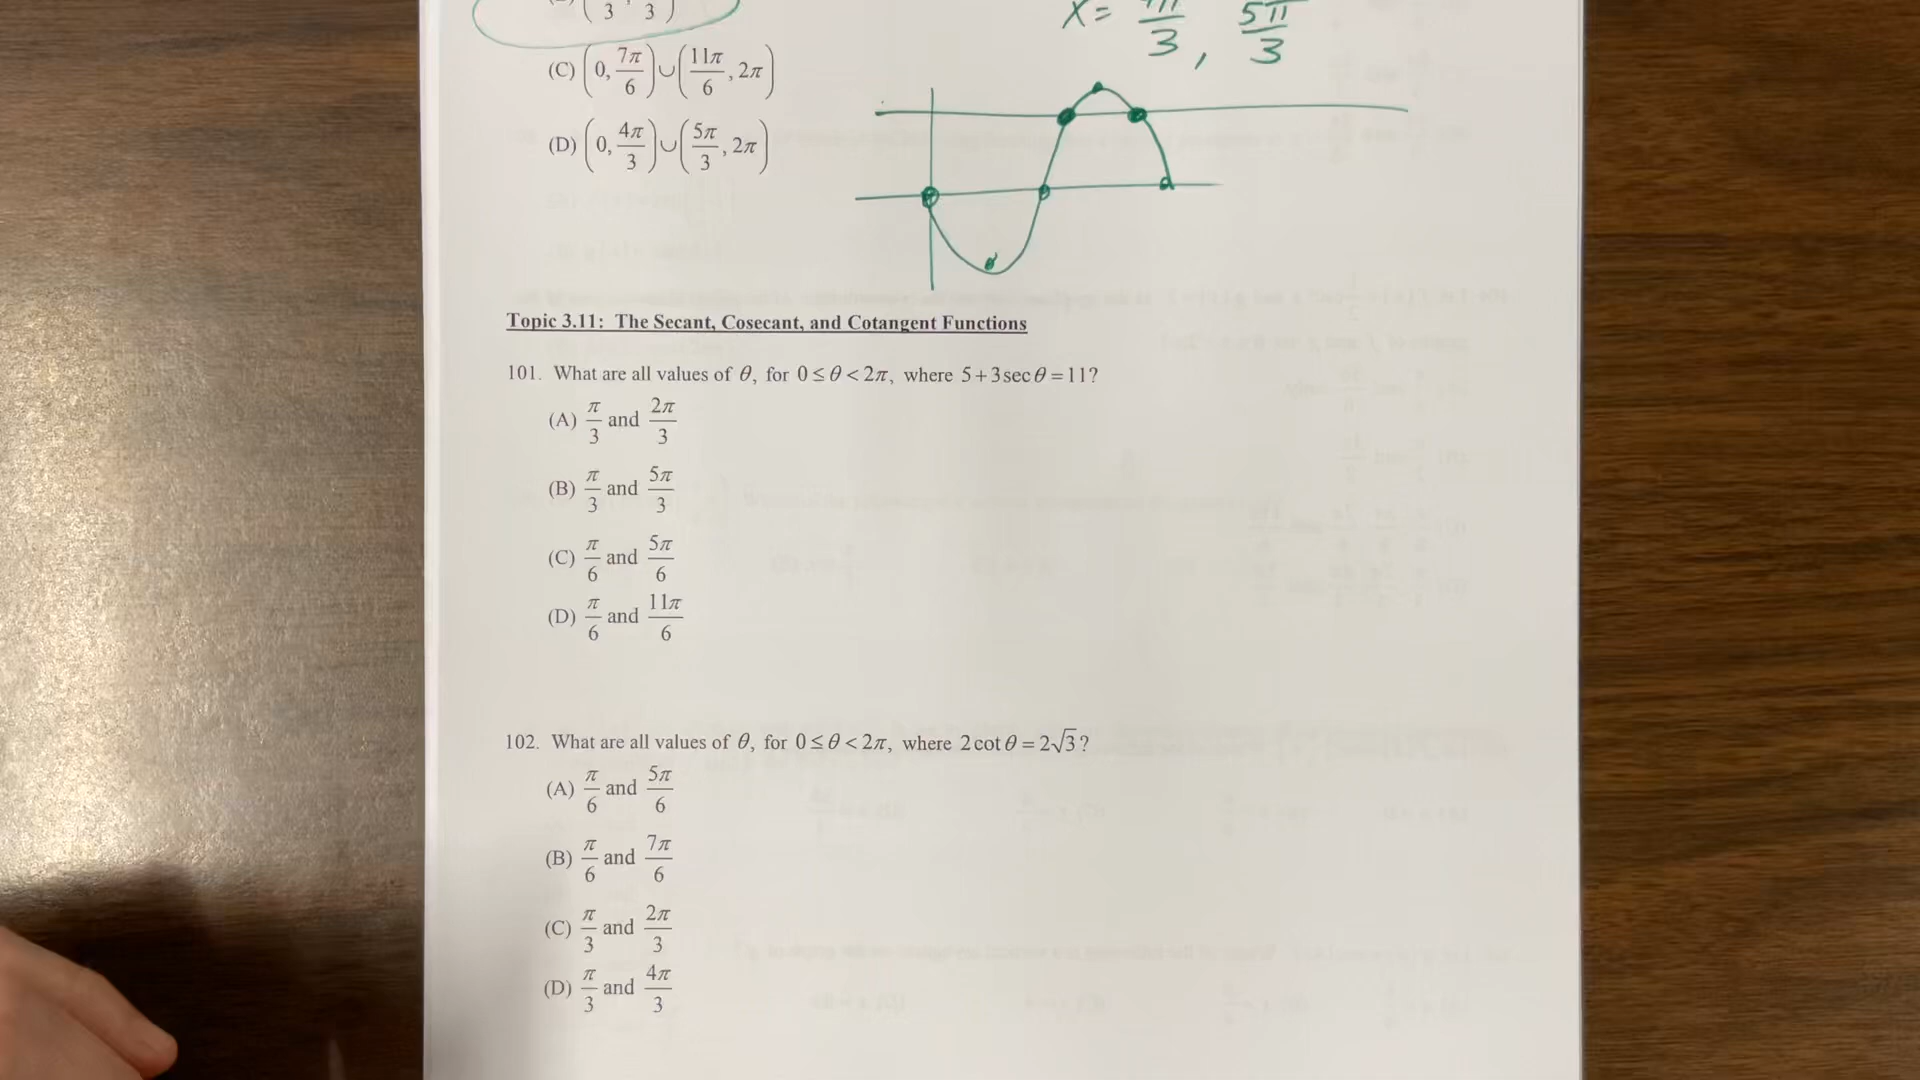 3 3
x = 4π/3, 5π/3
(C) (0, 7π/6) ∪ (11π/6, 2π)
(D) (0, 4π/3) ∪ (5π/3, 2π)
Topic 3.11: The Secant, Cosecant, and Cotangent Functions
101. What are all values of θ, for 0 ≤ θ < 2π, where 5 + 3 sec θ = 11?
(A) π/3 and 2π/3
(B) π/3 and 5π/3
(C) π/6 and 5π/6
(D) π/6 and 11π/6
102. What are all values of θ, for 0 ≤ θ < 2π, where 2 cot θ = 2√3?
(A) π/6 and 5π/6
(B) π/6 and 7π/6
(C) π/3 and 2π/3
(D) π/3 and 4π/3